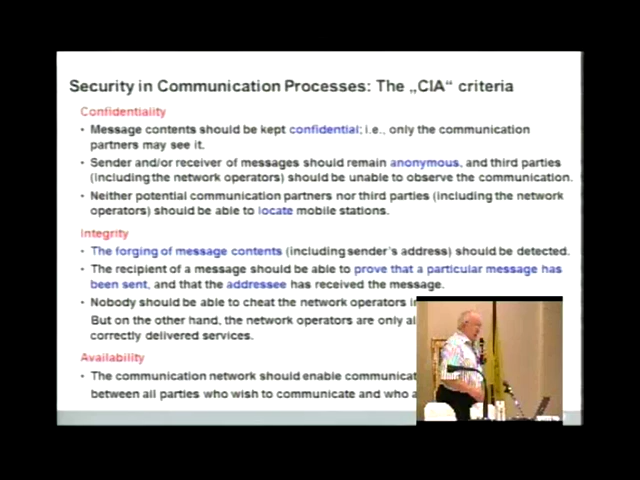 Security in Communication Processes: The „CIA“ criteria
Confidentiality
• Message contents should be kept confidential; i.e., only the communication
partners may see it.
• Sender and/or receiver of messages should remain anonymous, and third parties
(including the network operators) should be unable to observe the communication.
• Neither potential communication partners nor third parties (including the network
operators) should be able to locate mobile stations.
Integrity
• The forging of message contents (including sender's address) should be detected.
• The recipient of a message should be able to prove that a particular message has
been sent, and that the addressee has received the message.
• Nobody should be able to cheat the network operators
But on the other hand, the network operators are only
correctly delivered services.
Availability
• The communication network should enable
between all parties who wish to communicate and who